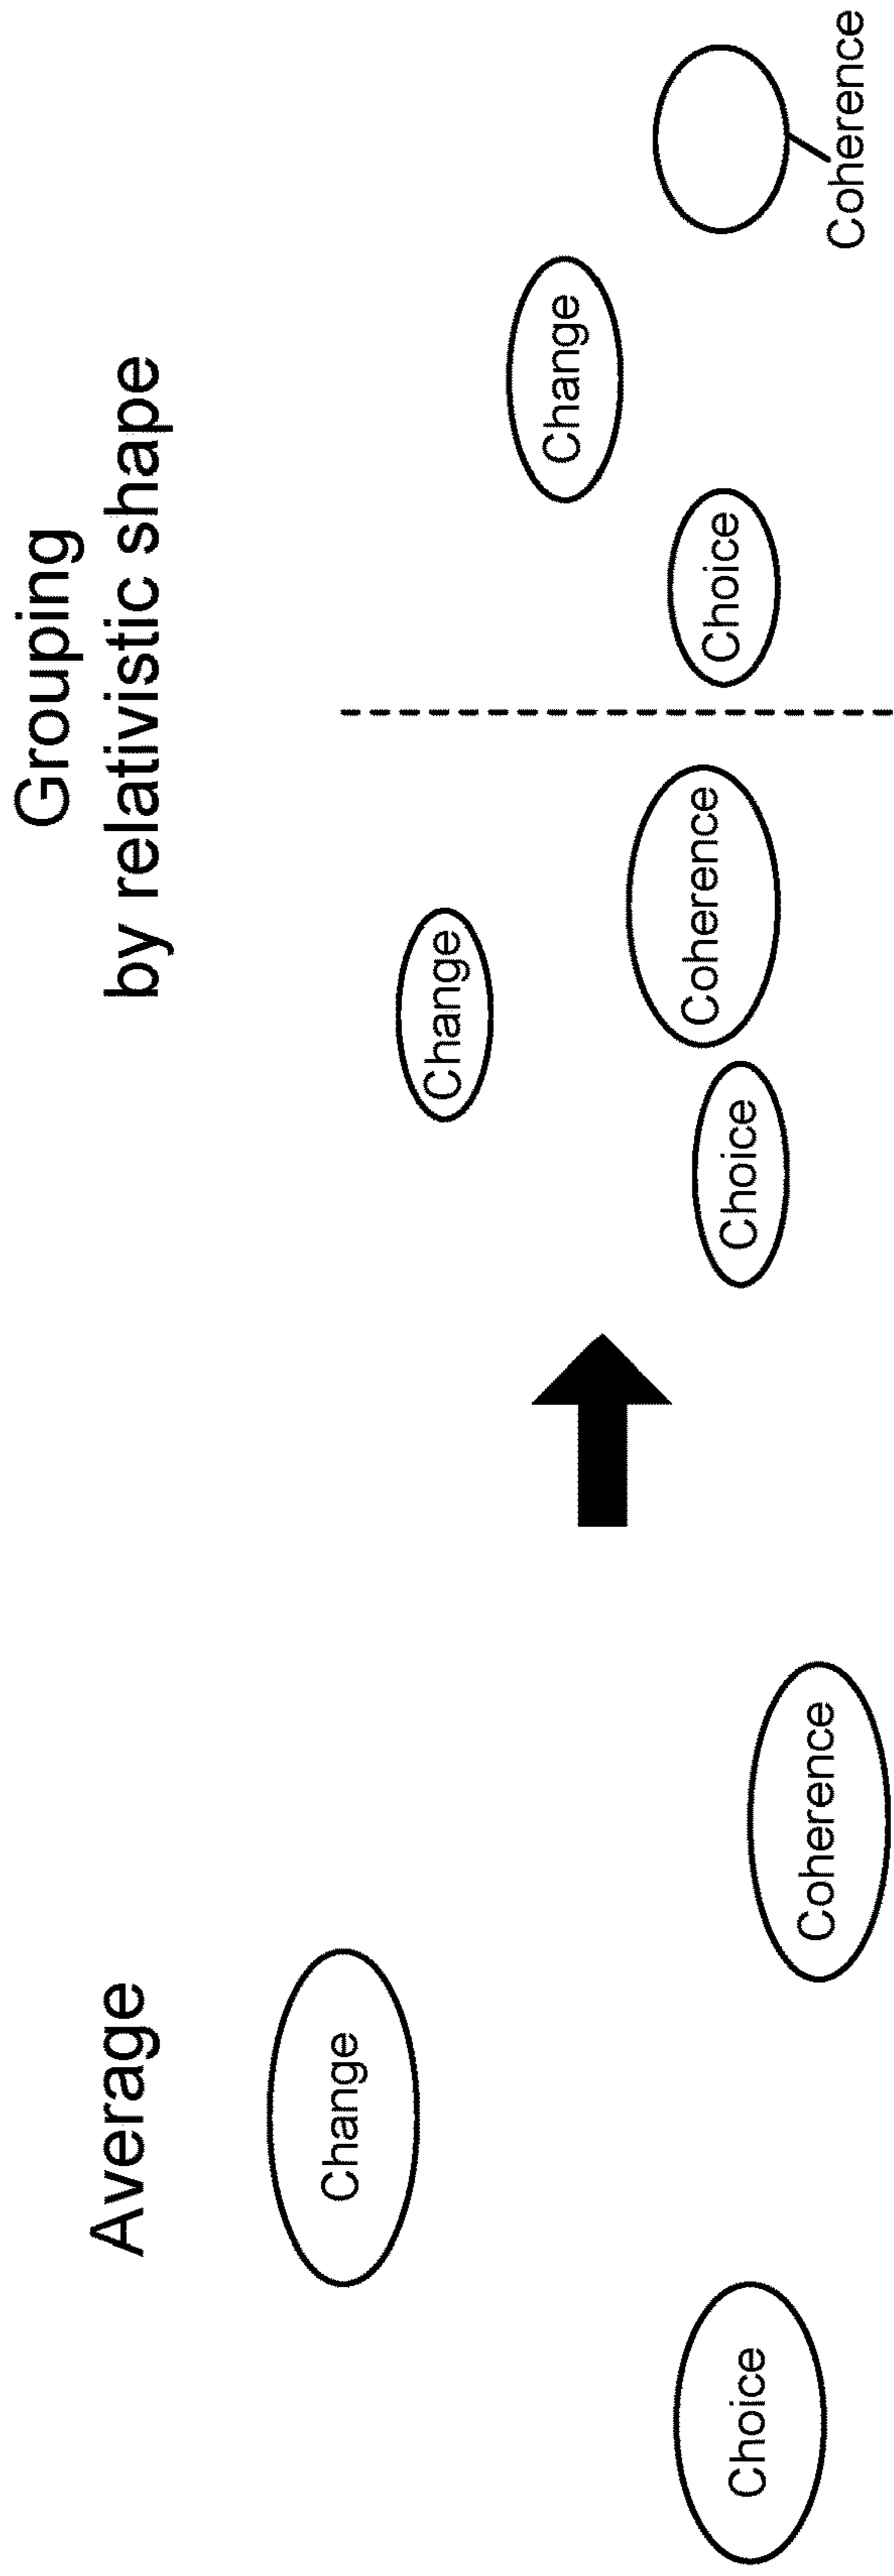 Average
Change
Choice
Coherence
Grouping
by relativistic shape
Change
Choice
Coherence
Change
Choice
Coherence